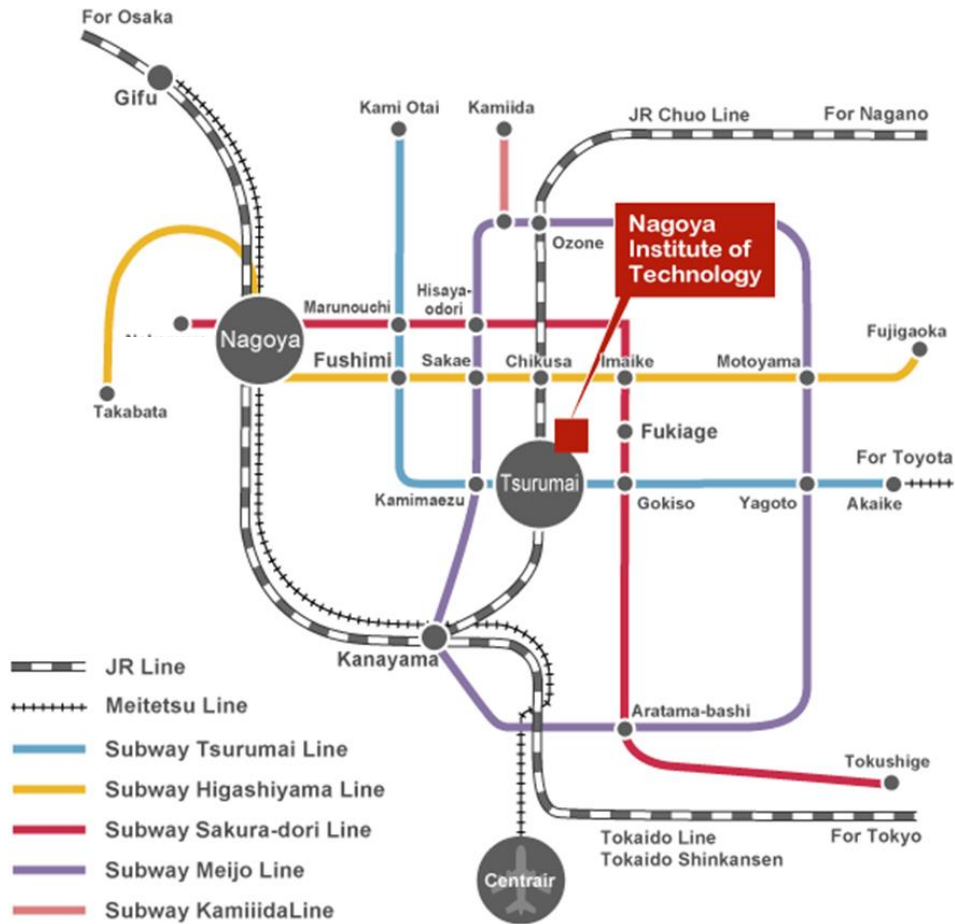 For Osaka
Gifu
Kami Otai
Kamiida
JR Chuo Line
For Nagano
Ozone
Nagoya
Institute of
Technology
Marunouchi
Hisaya-
odori
Nagoya
Fushimi
Sakae
Chikusa
Imaike
Motoyama
Fujigaoka
Takabata
Fukiage
Kamimaezu
Tsurumai
Gokiso
Yagoto
For Toyota
Akaike
Kanayama
JR Line
Meitetsu Line
Subway Tsurumai Line
Subway Higashiyama Line
Subway Sakura-dori Line
Subway Meijo Line
Subway KamiiidaLine
Aratama-bashi
Tokushige
Tokaido Line
Tokaido Shinkansen
For Tokyo
Centrair